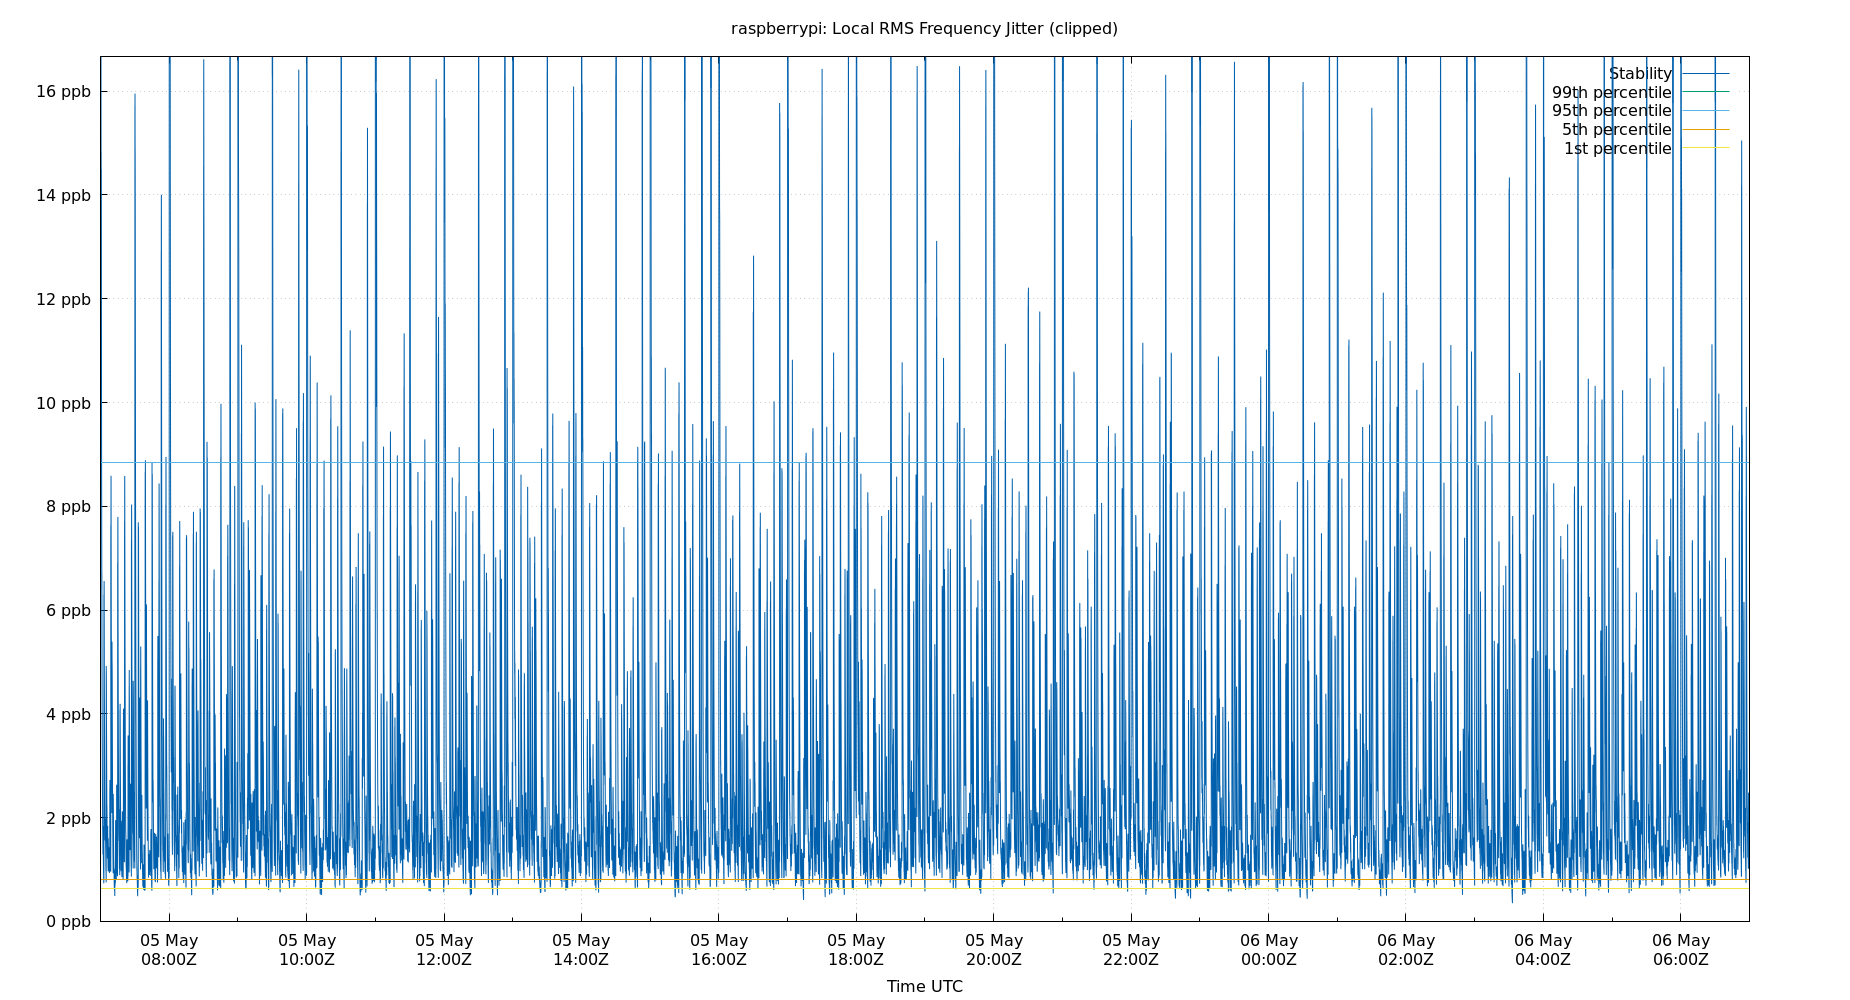 raspberrypi: Local RMS Frequency Jitter (clipped)
Stability
99th percentile
95th percentile
5th percentile
1st percentile
16 ppb
14 ppb
12 ppb
10 ppb
8 ppb
6 ppb
4 ppb
2 ppb
0 ppb
05 May 05 May 05 May 05 May 05 May 05 May 05 May 05 May 06 May 06 May 06 May 06 May
08:00Z 10:00Z 12:00Z 14:00Z 16:00Z 18:00Z 20:00Z 22:00Z 00:00Z 02:00Z 04:00Z 06:00Z
Time UTC